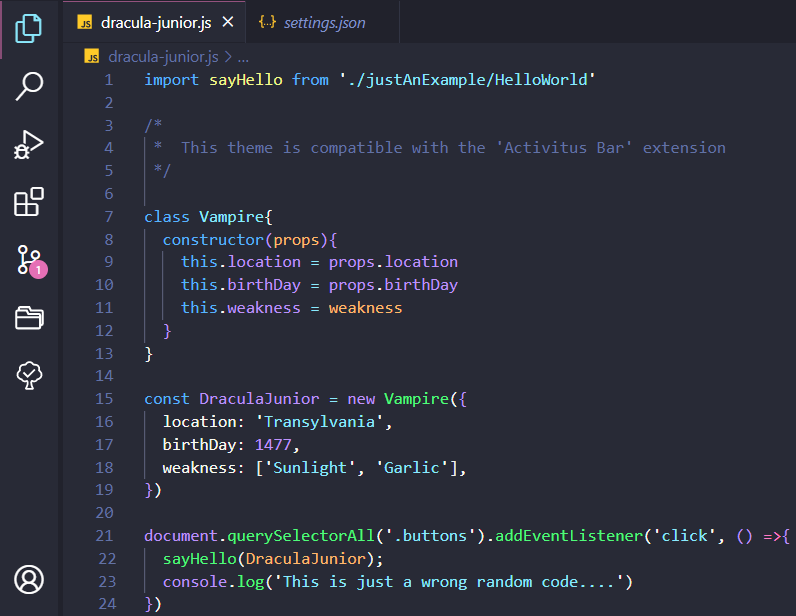 JS dracula-junior.js × {..} settings.json
JS dracula-junior.js > ...
1 import sayHello from './justAnExample/HelloWorld'
2
3 /*
4 *  This theme is compatible with the 'Activitus Bar' extension
5 */
6
7 class Vampire{
8 constructor(props){
9 this.location = props.location
10 this.birthDay = props.birthDay
11 this.weakness = weakness
12 }
13 }
14
15 const DraculaJunior = new Vampire({
16 location: 'Transylvania',
17 birthDay: 1477,
18 weakness: ['Sunlight', 'Garlic'],
19 })
20
21 document.querySelectorAll('.buttons').addEventListener('click', () =>{
22 sayHello(DraculaJunior);
23 console.log('This is just a wrong random code....')
24 })
1